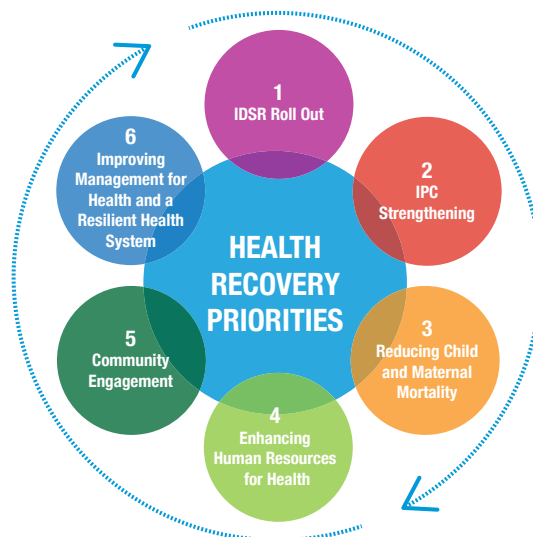 HEALTH
RECOVERY
PRIORITIES
1
IDSR Roll Out
2
IPC
Strengthening
3
Reducing Child
and Maternal
Mortality
4
Enhancing
Human Resources
for Health
5
Community
Engagement
6
Improving
Management for
Health and a
Resilient Health
System